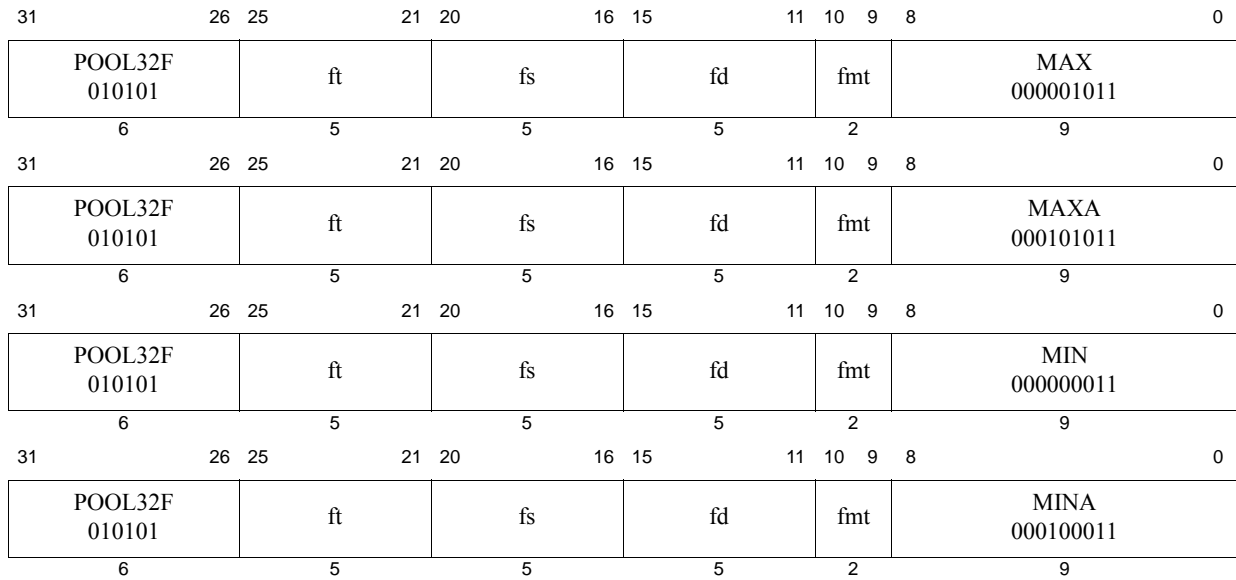 31 26 25 21 20 16 15 11 10 9 8 0
POOL32F ft fs fd fmt MAX
010101 000001011
6 5 5 5 2 9
31 26 25 21 20 16 15 11 10 9 8 0
POOL32F ft fs fd fmt MAXA
010101 000101011
6 5 5 5 2 9
31 26 25 21 20 16 15 11 10 9 8 0
POOL32F ft fs fd fmt MIN
010101 000000011
6 5 5 5 2 9
31 26 25 21 20 16 15 11 10 9 8 0
POOL32F ft fs fd fmt MINA
010101 000100011
6 5 5 5 2 9